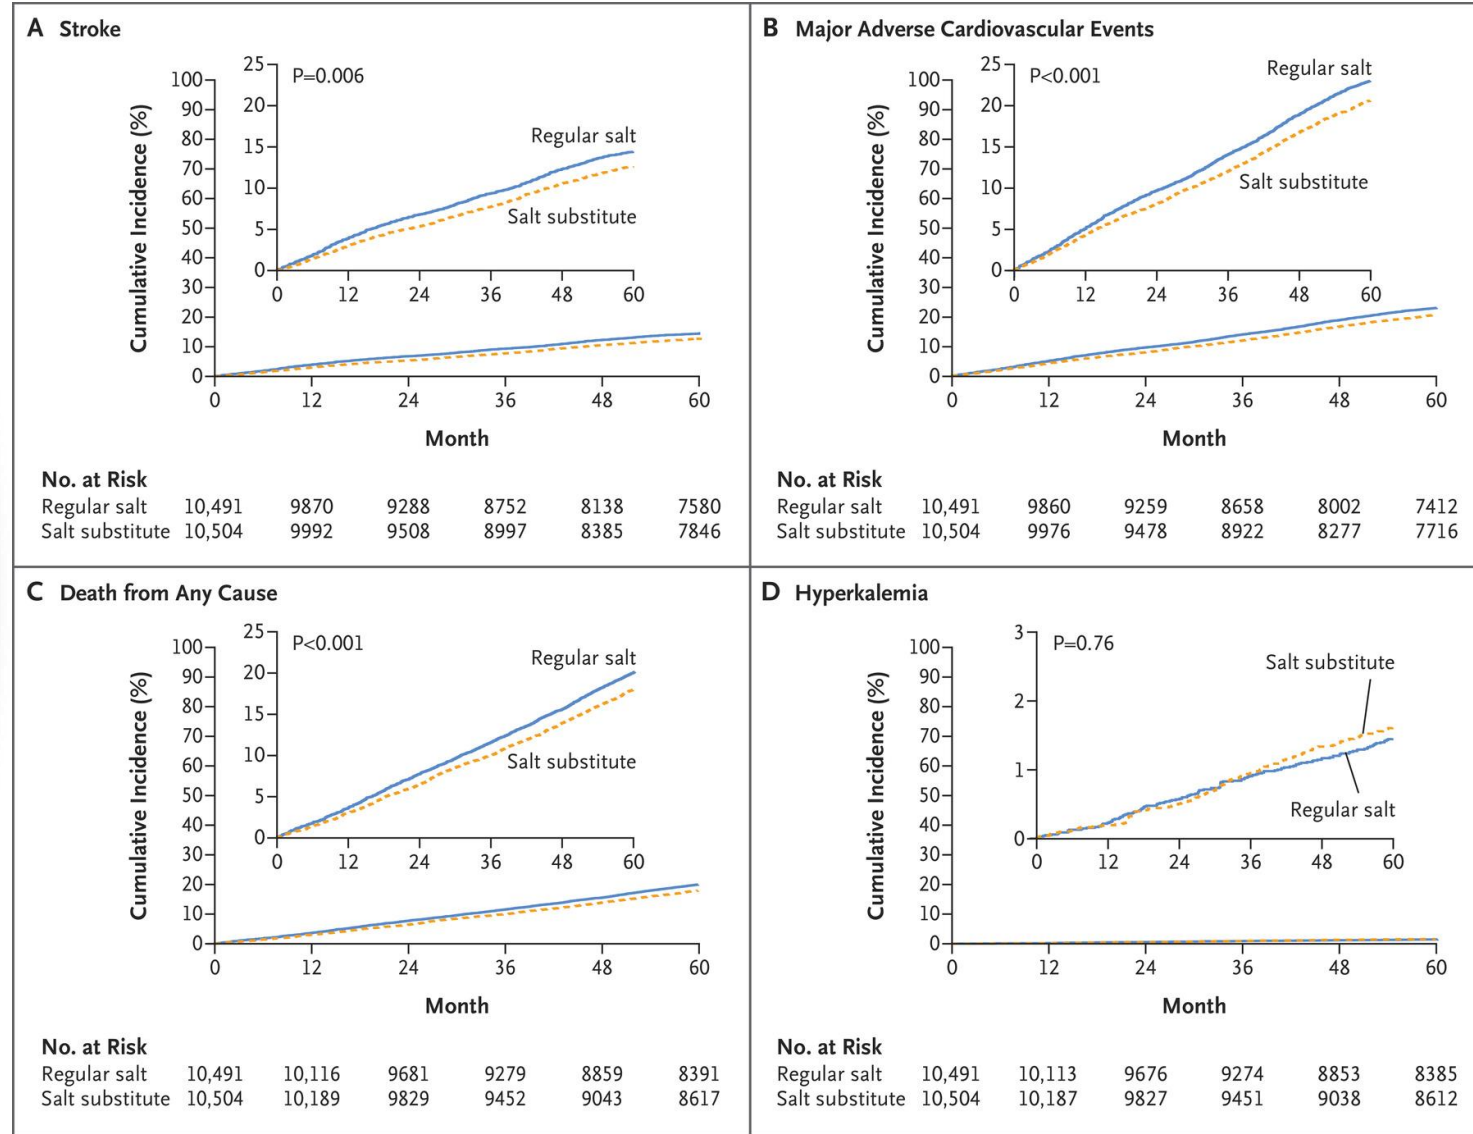 A Stroke
Cumulative Incidence (%)
100
90
80
70
60
50
40
30
20
10
0
25
20
15
10
5
0
P=0.006
Regular salt
Salt substitute
0 12 24 36 48 60
0 12 24 36 48 60
Month
No. at Risk
Regular salt 10,491 9870 9288 8752 8138 7580
Salt substitute 10,504 9992 9508 8997 8385 7846
B Major Adverse Cardiovascular Events
Cumulative Incidence (%)
100
90
80
70
60
50
40
30
20
10
0
25
20
15
10
5
0
P<0.001
Regular salt
Salt substitute
0 12 24 36 48 60
0 12 24 36 48 60
Month
No. at Risk
Regular salt 10,491 9860 9259 8658 8002 7412
Salt substitute 10,504 9976 9478 8922 8277 7716
C Death from Any Cause
Cumulative Incidence (%)
100
90
80
70
60
50
40
30
20
10
0
25
20
15
10
5
0
P<0.001
Regular salt
Salt substitute
0 12 24 36 48 60
0 12 24 36 48 60
Month
No. at Risk
Regular salt 10,491 10,116 9681 9279 8859 8391
Salt substitute 10,504 10,189 9829 9452 9043 8617
D Hyperkalemia
Cumulative Incidence (%)
100
90
80
70
60
50
40
30
20
10
0
3
2
1
0
P=0.76
Salt substitute
Regular salt
0 12 24 36 48 60
0 12 24 36 48 60
Month
No. at Risk
Regular salt 10,491 10,113 9676 9274 8853 8385
Salt substitute 10,504 10,187 9827 9451 9038 8612